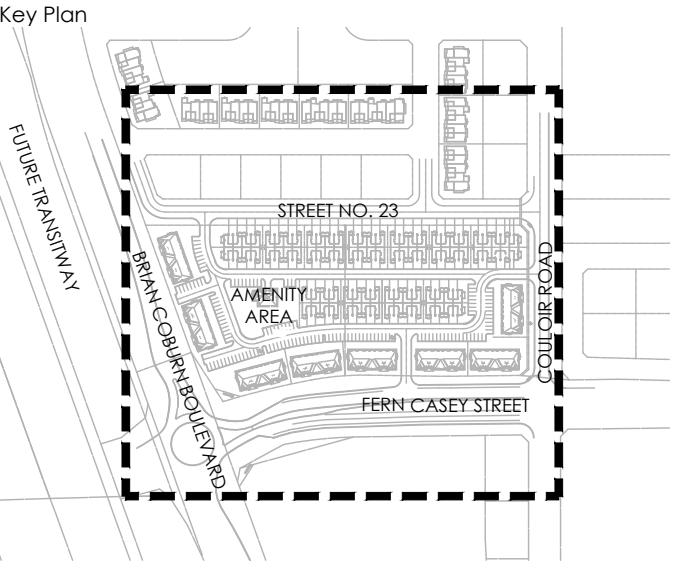 Key Plan
FUTURE TRANSITWAY
STREET NO. 23
BRIAN COBURN BOULEVARD
AMENITY
AREA
COULOIR ROAD
FERN CASEY STREET